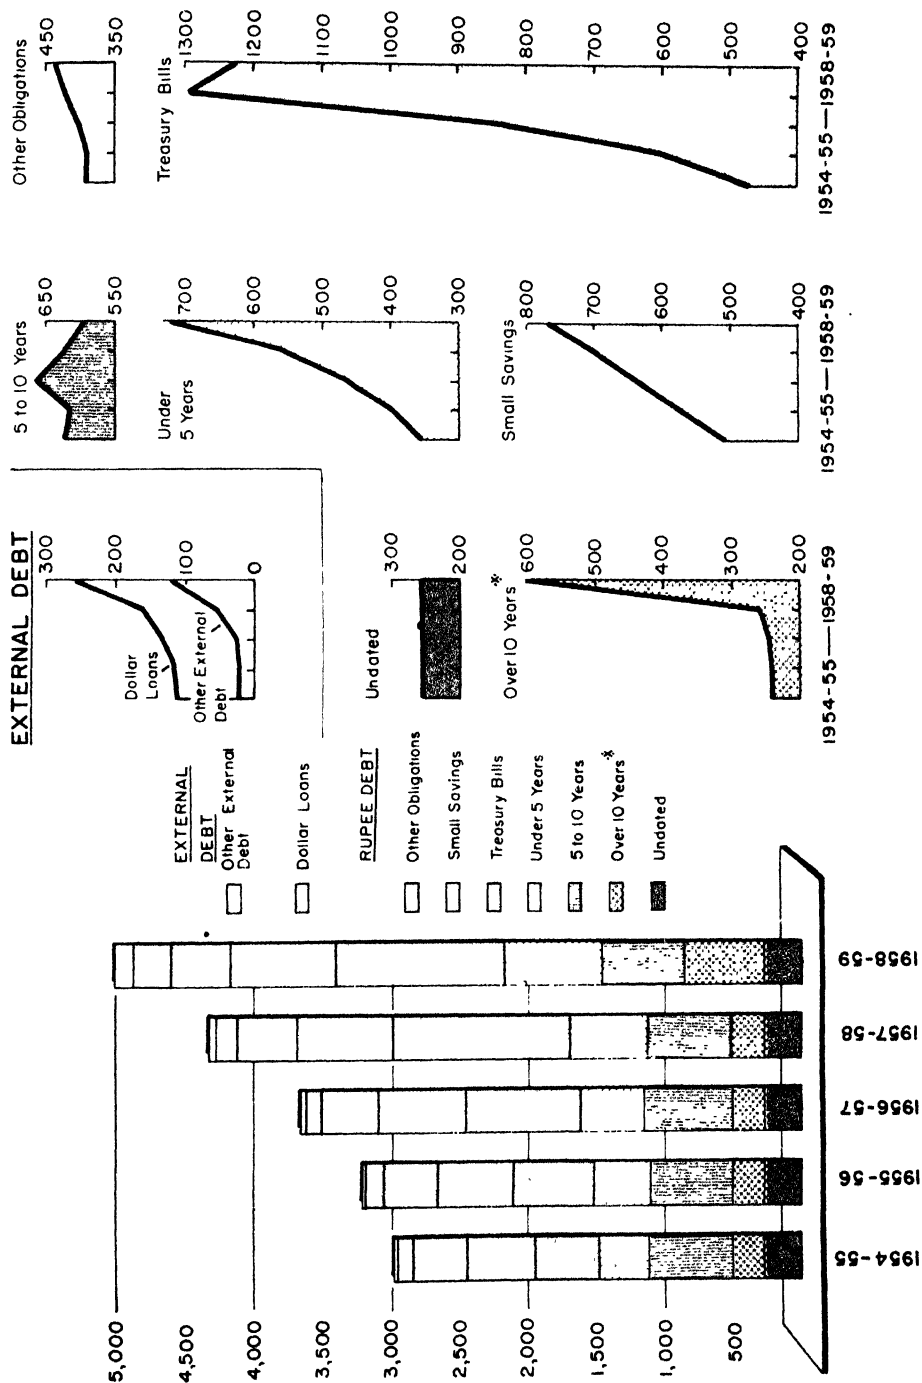 5,000
4,500
4,000
3,500
3,000
2,500
2,000
1,500
1,000
500
1954-55
1955-56
1956-57
1957-58
1958-59
EXTERNAL
DEBT
Other External
Debt
Dollar Loans
RUPEE DEBT
Other Obligations
Small Savings
Treasury Bills
Under 5 Years
5 to 10 Years
Over 10 Years*
Undated
EXTERNAL DEBT
300
200
100
0
Dollar
Loans
Other External
Debt
Undated
300
200
Over 10 Years*
600
500
400
300
200
1954-55—1958-59
5 to 10 Years
650
550
Under
5 Years
700
600
500
400
300
Small Savings
800
700
600
500
400
1954-55—1958-59
Other Obligations
450
350
Treasury Bills
1300
1200
1100
1000
900
800
700
600
500
400
1954-55—1958-59